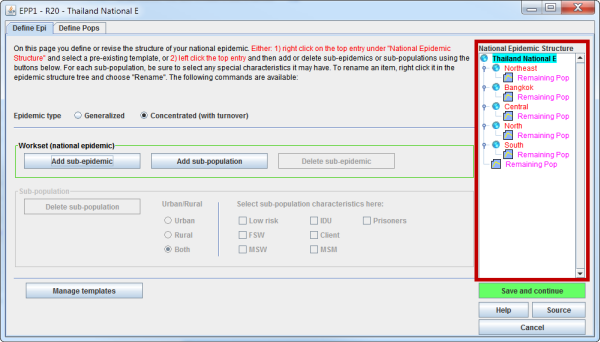 EPP1 - R20 - Thailand National E
Define Epi
Define Pops
On this page you define or revise the structure of your national epidemic. Either: 1) right click on the top entry under "National Epidemic
Structure" and select a pre-existing template, or 2) left click the top entry and then add or delete sub-epidemics or sub-populations using the
buttons below. For each sub-population, be sure to select any special characteristics it may have. To rename an item, right click it in the
epidemic structure tree and choose "Rename". The following commands are available:
Epidemic type
Generalized
Concentrated (with turnover)
Workset (national epidemic)
Add sub-epidemic
Add sub-population
Delete sub-epidemic
Sub-population
Delete sub-population
Urban/Rural
Urban
Rural
Both
Select sub-population characteristics here:
Low risk
IDU
Prisoners
FSW
Client
MSW
MSM
Manage templates
National Epidemic Structure
Thailand National E
Northeast
Remaining Pop
Bangkok
Remaining Pop
Central
Remaining Pop
North
Remaining Pop
South
Remaining Pop
Remaining Pop
Save and continue
Help
Source
Cancel